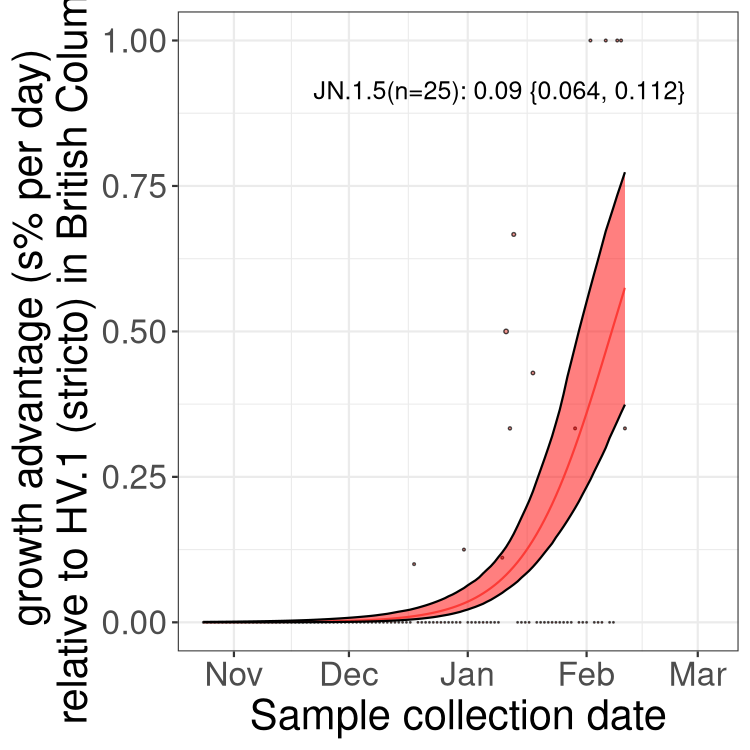 growth advantage (s% per day)
relative to HV.1 (stricto) in British Colum
1.00
0.75
0.50
0.25
0.00
JN.1.5(n=25): 0.09 {0.064, 0.112}
Nov Dec Jan Feb Mar
Sample collection date